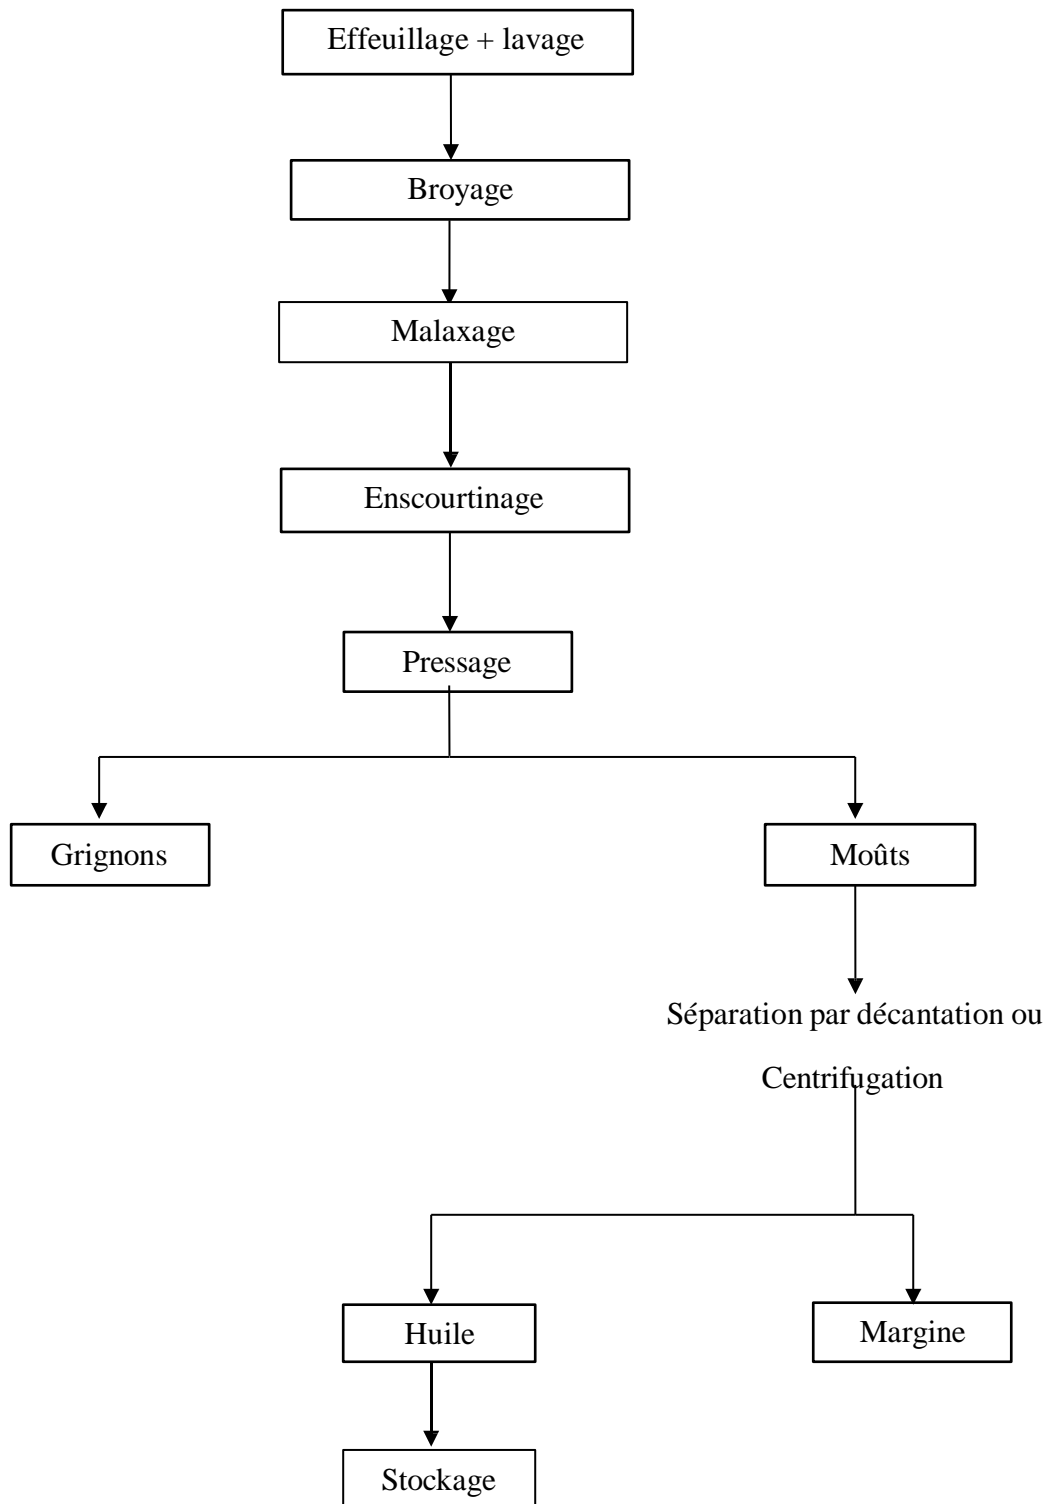 Effeuillage + lavage
Broyage
Malaxage
Enscourtinage
Pressage
Grignons
Moûts
Séparation par décantation ou
Centrifugation
Huile
Margine
Stockage